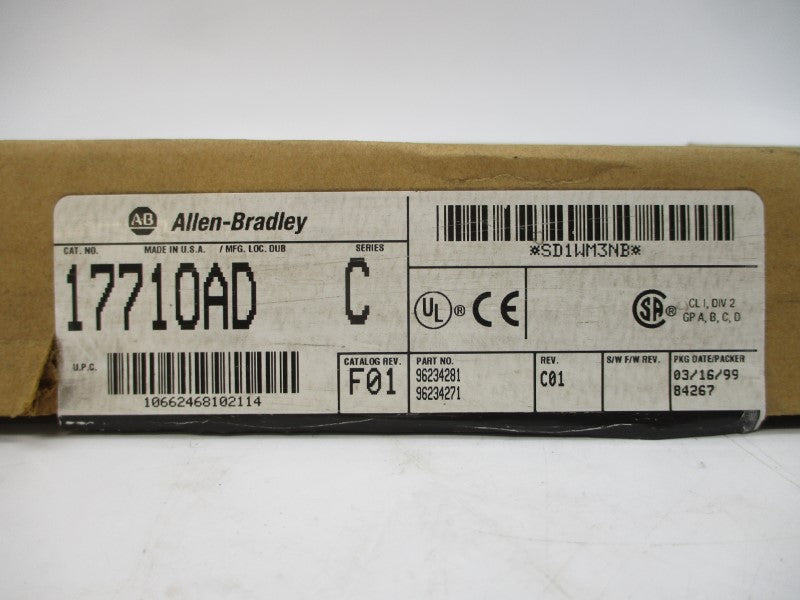 AB Allen-Bradley
CAT. NO. MADE IN U.S.A. / MFG. LOC. DUB SERIES
1771OAD C
U.P.C.
10662468102114
CATALOG REV.
F01
*SD1WM3NB*
UL ® CE SA ® CL I, DIV 2
GP A, B, C, D
PART NO.
96234281
96234271
REV.
C01
S/W F/W REV.
PKG DATE/PACKER
03/16/99
84267